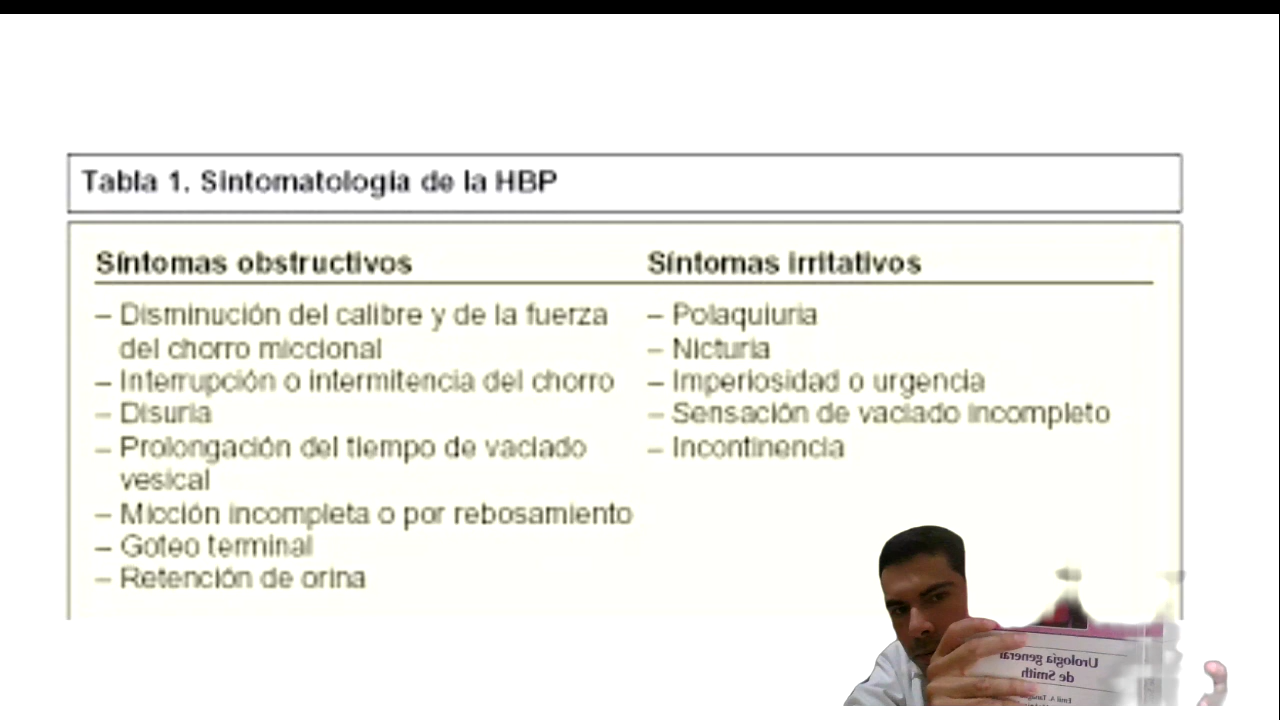 Tabla 1. Sintomatología de la HBP
Síntomas obstructivos
– Disminución del calibre y de la fuerza
del chorro miccional
– Interrupción o intermitencia del chorro
– Disuria
– Prolongación del tiempo de vaciado
vesical
– Micción incompleta o por rebosamiento
– Goteo terminal
– Retención de orina
Síntomas irritativos
– Polaquiuria
– Nicturia
– Imperiosidad o urgencia
– Sensación de vaciado incompleto
– Incontinencia
Urología general
de Smith
Emil A.